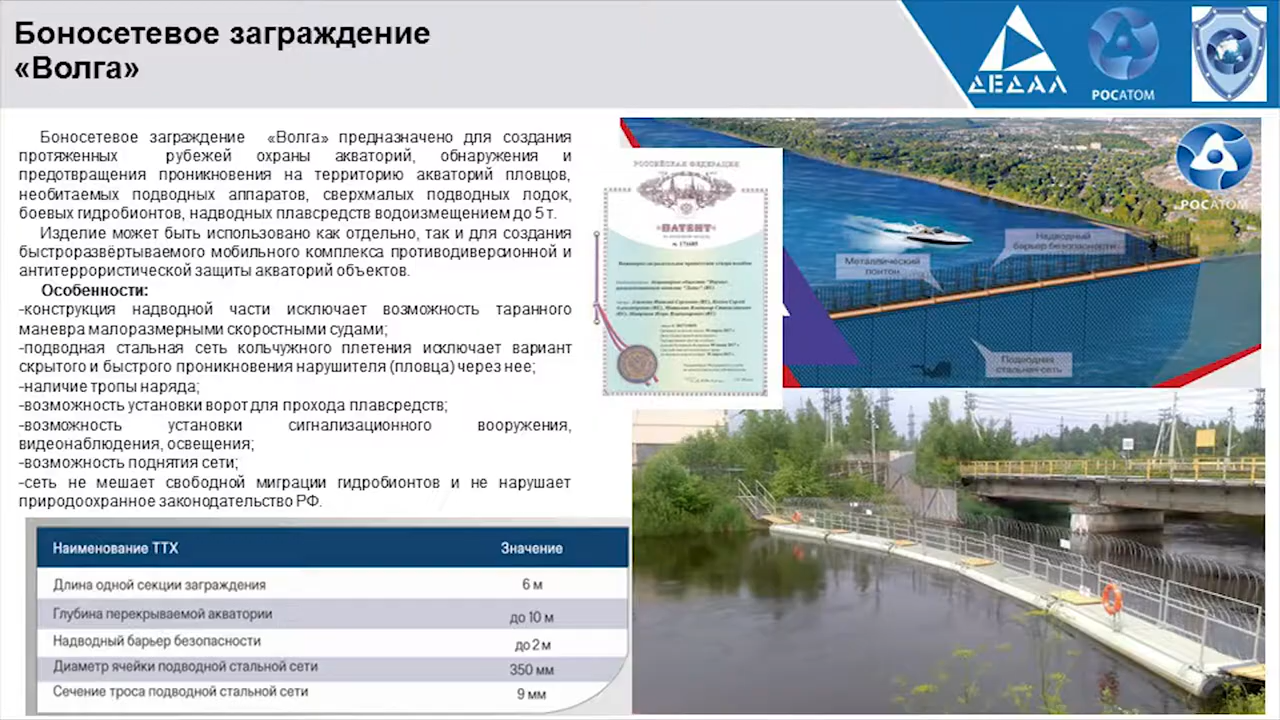 Боносетевое заграждение
«Волга»
ДЕДАЛ
РОСАТОМ
Боносетевое заграждение «Волга» предназначено для создания
протяженных рубежей охраны акваторий, обнаружения и
предотвращения проникновения на территорию акваторий пловцов,
необитаемых подводных аппаратов, сверхмалых подводных лодок,
боевых гидробионтов, надводных плавсредств водоизмещением до 5 т.
Изделие может быть использовано как отдельно, так и для создания
быстроразвёртываемого мобильного комплекса противодиверсионной и
антитеррористической защиты акваторий объектов.
Особенности:
-конструкция надводной части исключает возможность таранного
маневра малоразмерными скоростными судами;
-подводная стальная сеть кольчужного плетения исключает вариант
скрытого и быстрого проникновения нарушителя (пловца) через нее;
-наличие тропы наряда;
-возможность установки ворот для прохода плавсредств;
-возможность установки сигнализационного вооружения,
видеонаблюдения, освещения;
-возможность поднятия сети;
-сеть не мешает свободной миграции гидробионтов и не нарушает
природоохранное законодательство РФ.
Наименование ТТХ Значение
Длина одной секции заграждения 6 м
Глубина перекрываемой акватории до 10 м
Надводный барьер безопасности до 2 м
Диаметр ячейки подводной стальной сети 350 мм
Сечение троса подводной стальной сети 9 мм
РОССИЙСКАЯ ФЕДЕРАЦИЯ
ПАТЕНТ
РОСАТОМ
Надводный
барьер безопасности
Металлический
понтон
Подводная
стальная сеть